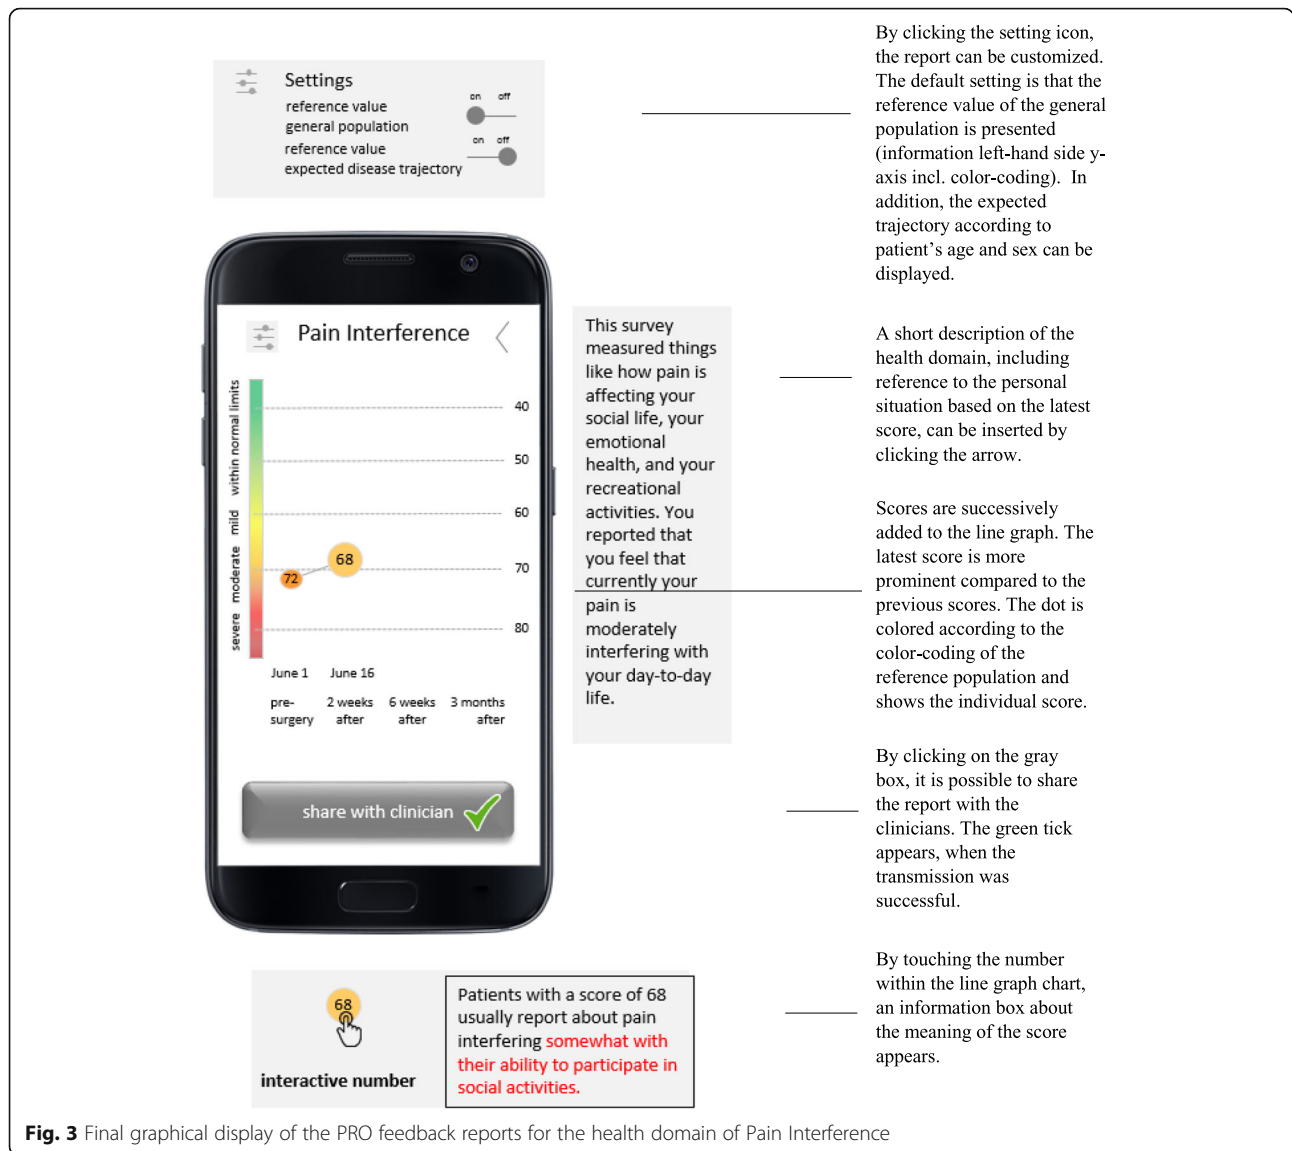 Settings
on off
reference value
general population
on off
reference value
expected disease trajectory
By clicking the setting icon,
the report can be customized.
The default setting is that the
reference value of the general
population is presented
(information left-hand side y-
axis incl. color-coding). In
addition, the expected
trajectory according to
patient's age and sex can be
displayed.
Pain Interference
within normal limits
mild
moderate
severe
40
50
60
70
80
72
68
June 1 June 16
pre-
surgery
2 weeks
after
6 weeks
after
3 months
after
share with clinician
This survey
measured things
like how pain is
affecting your
social life, your
emotional
health, and your
recreational
activities. You
reported that
you feel that
currently your
pain is
moderately
interfering with
your day-to-day
life.
A short description of the
health domain, including
reference to the personal
situation based on the latest
score, can be inserted by
clicking the arrow.
Scores are successively
added to the line graph. The
latest score is more
prominent compared to the
previous scores. The dot is
colored according to the
color-coding of the
reference population and
shows the individual score.
By clicking on the gray
box, it is possible to share
the report with the
clinicians. The green tick
appears, when the
transmission was
successful.
68
interactive number
Patients with a score of 68
usually report about pain
interfering somewhat with
their ability to participate in
social activities.
By touching the number
within the line graph chart,
an information box about
the meaning of the score
appears.
Fig. 3 Final graphical display of the PRO feedback reports for the health domain of Pain Interference